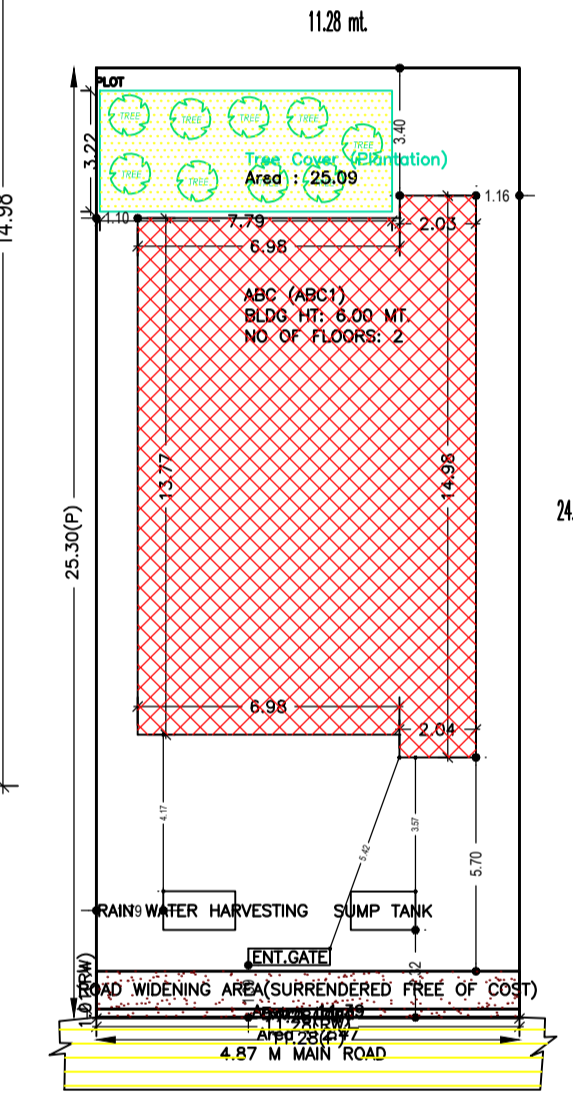 11.28 mt.
PLOT
TREE TREE TREE TREE TREE
3.40
3.22
Tree Cover (Plantation)
TREE TREE
Area : 25.09
1.16
14.98
1.10
7.79
2.03
6.98
ABC (ABC1)
BLDG HT: 6.00 MT.
NO OF FLOORS: 2
13.77
14.98
25.30(P)
24.
6.98
2.04
4.17
5.42
3.57
5.70
RAIN WATER HARVESTING
SUMP TANK
ENT.GATE
ROAD WIDENING AREA(SURRENDERED FREE OF COST)
4.87 M MAIN ROAD